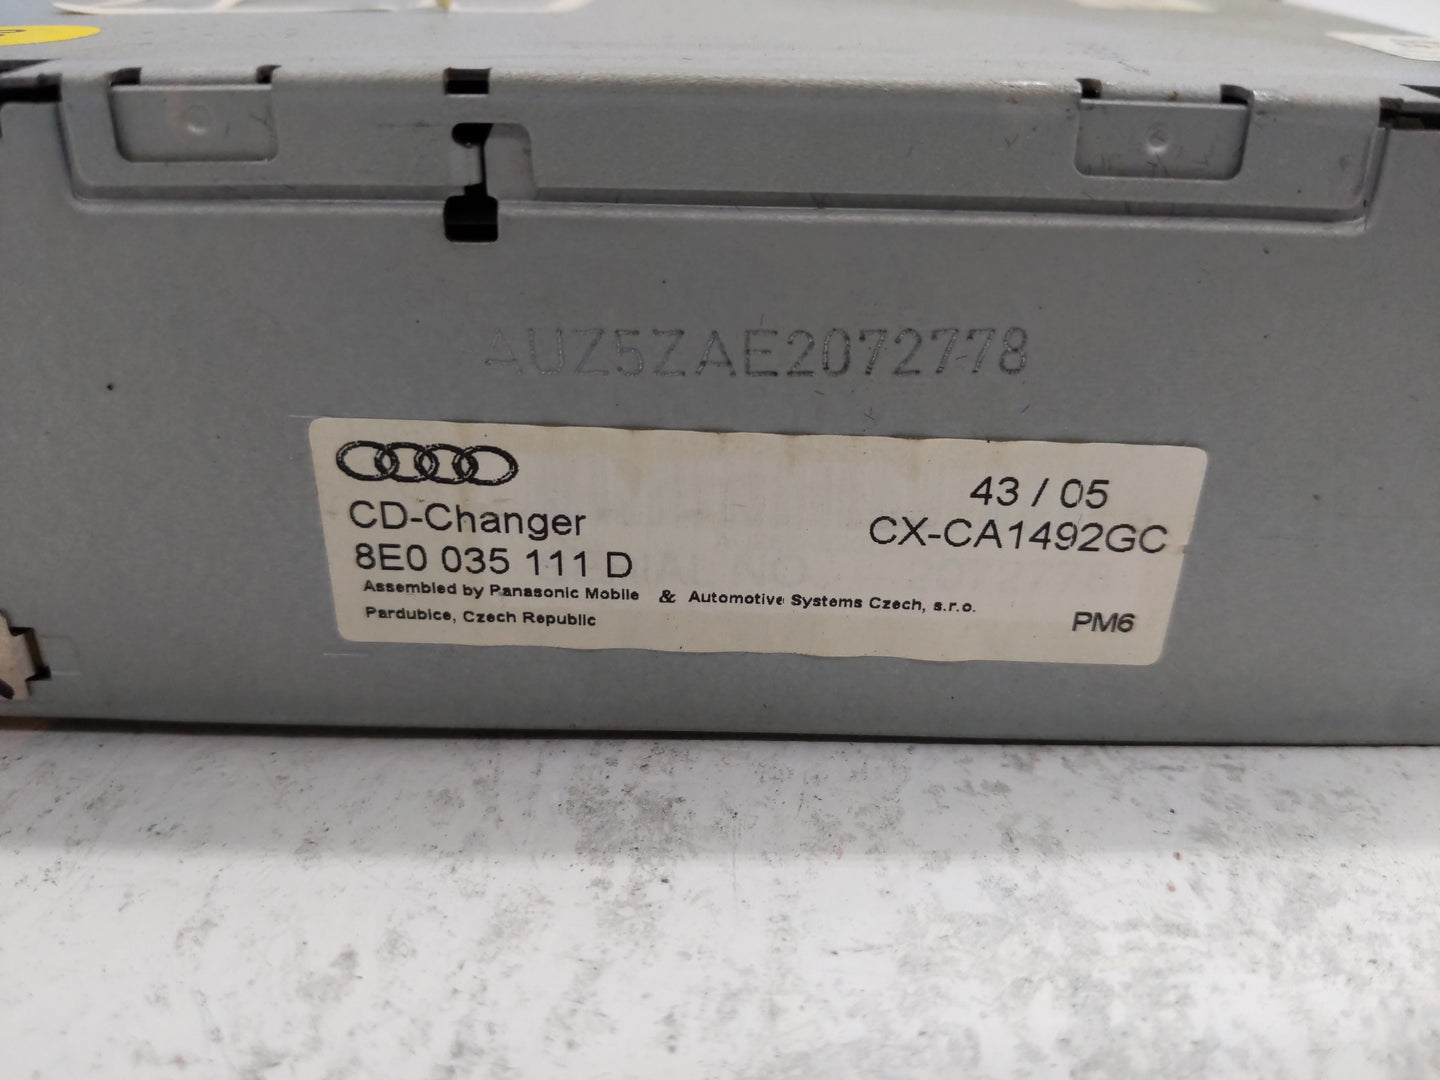 AUZ5ZAE2072778
43 / 05
CD-Changer
CX-CA1492GC
8E0 035 111 D
Assembled by Panasonic Mobile & Automotive Systems Czech, s.r.o.
Pardubice, Czech Republic
PM6